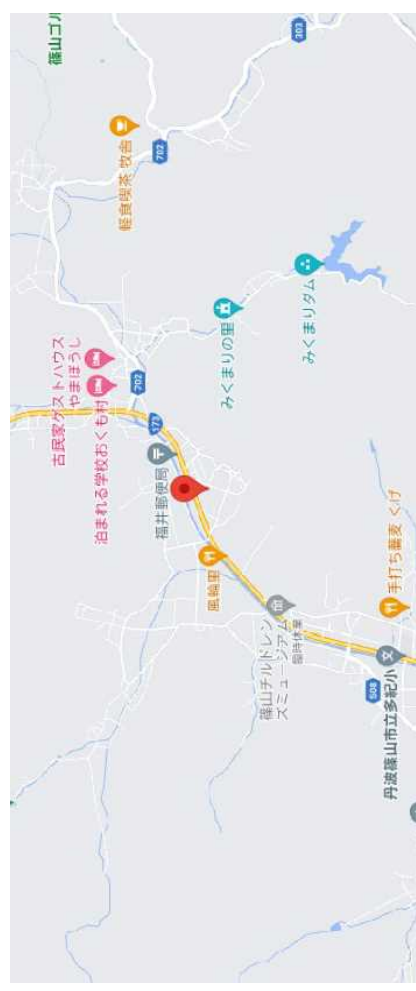 篠山ゴル
古民家ゲストハウス
やまぼうし
泊まれる学校おくも村
軽食喫茶 牧舎
702
702
173
福井郵便局
風輪里
みくまりの里
篠山チルドレン
ズミュージアム
臨時休業
303
みくまりダム
508
手打ち蕎麦 くげ
丹波篠山市立多紀小